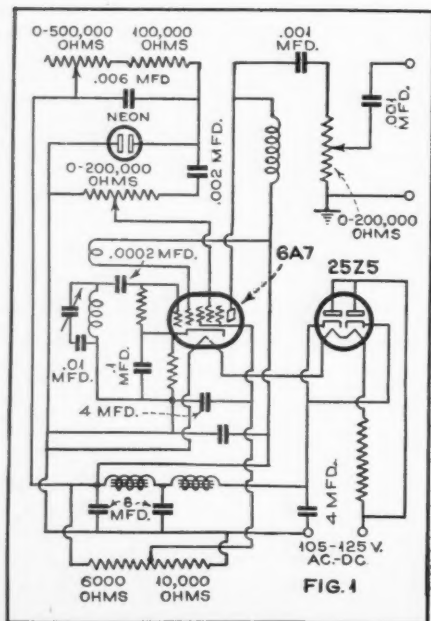 0-500,000
OHMS
100,000
OHMS
.006 MFD
NEON
0-200,000
OHMS
.002 MFD.
.001
MFD.
.001
MFD.
0-200,000
OHMS
6A7
25Z5
.0002 MFD.
.01
MFD.
.1
MFD.
4 MFD.
8
MFD.
4 MFD.
6000
OHMS
10,000
OHMS
105-125 V.
AC.-DC.
FIG.1